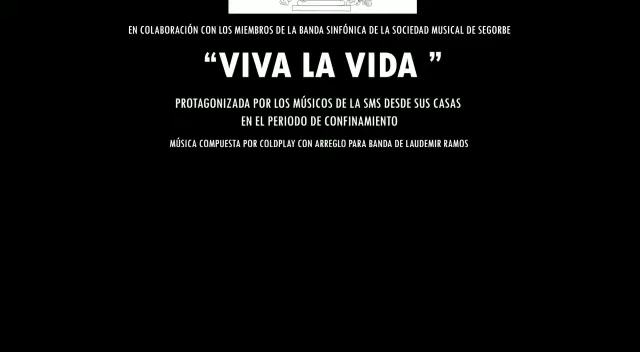 EN COLABORACIÓN CON LOS MIEMBROS DE LA BANDA SINFÓNICA DE LA SOCIEDAD MUSICAL DE SEGORBE
“VIVA LA VIDA ”
PROTAGONIZADA POR LOS MÚSICOS DE LA SMS DESDE SUS CASAS
EN EL PERIODO DE CONFINAMIENTO
MÚSICA COMPUESTA POR COLDPLAY CON ARREGLO PARA BANDA DE LAUDEMIR RAMOS